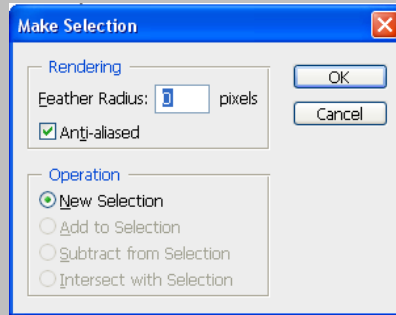 Make Selection
Rendering
Feather Radius: 0 pixels
Anti-aliased
OK
Cancel
Operation
New Selection
Add to Selection
Subtract from Selection
Intersect with Selection